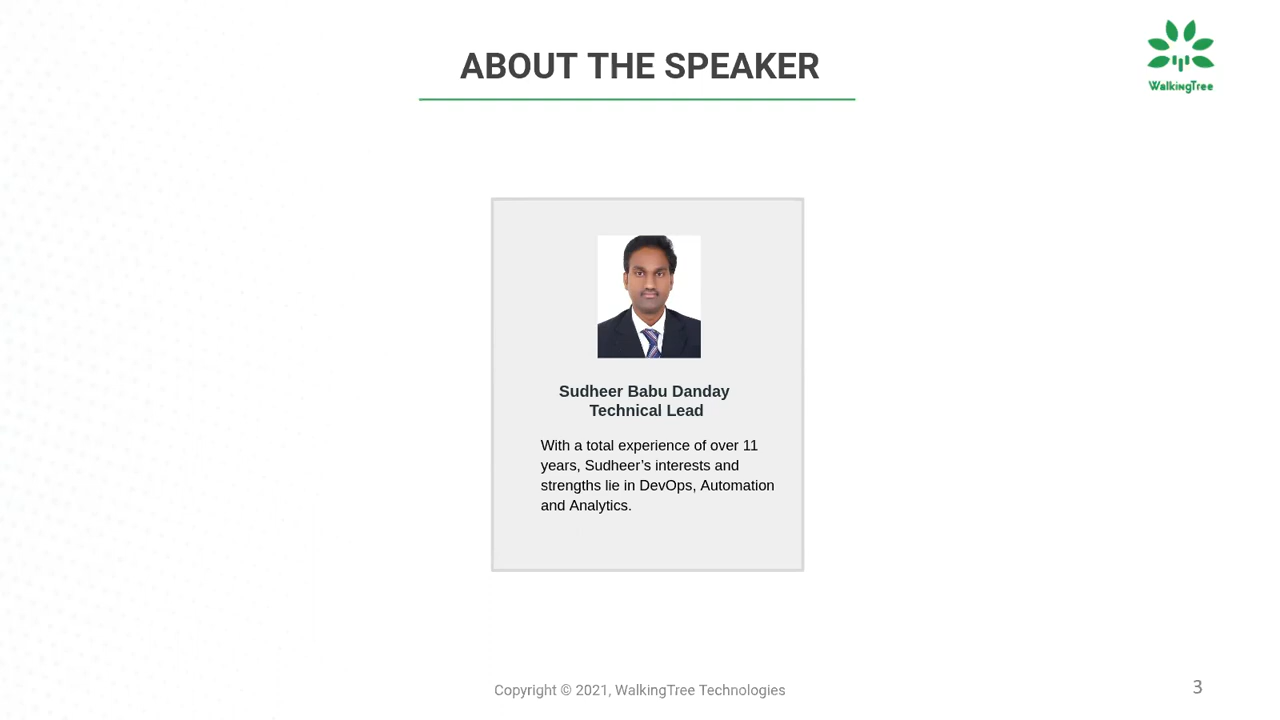 ABOUT THE SPEAKER
WalkingTree
Sudheer Babu Danday
Technical Lead
With a total experience of over 11
years, Sudheer’s interests and
strengths lie in DevOps, Automation
and Analytics.
Copyright © 2021, WalkingTree Technologies
3